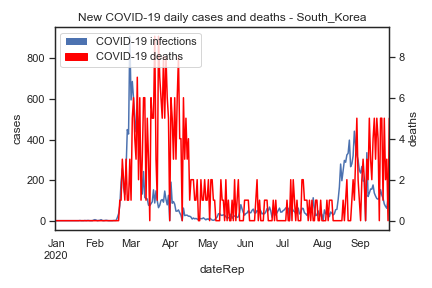 New COVID-19 daily cases and deaths - South_Korea
COVID-19 infections
COVID-19 deaths
800
600
400
200
0
cases
8
6
4
2
0
deaths
Jan Feb Mar Apr May Jun Jul Aug Sep
2020
dateRep